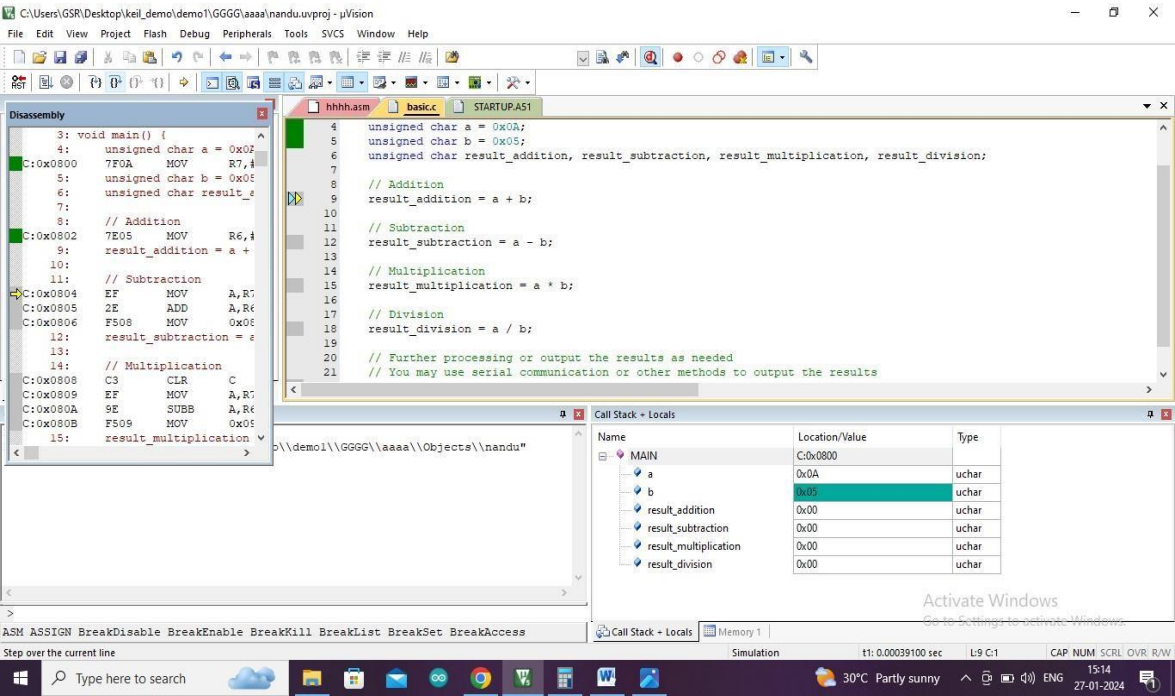 C:\Users\GSR\Desktop\keil_demo\demo1\GGGG\aaaa\nandu.uvproj - µVision
File Edit View Project Flash Debug Peripherals Tools SVCS Window Help
hhhh.asm basic.c STARTUP.A51
Disassembly
3: void main() {
4: unsigned char a = 0x0A
C:0x0800 7F0A MOV R7,#
5: unsigned char b = 0x05
6: unsigned char result_a
7:
8: // Addition
C:0x0802 7E05 MOV R6,#
9: result_addition = a +
10:
11: // Subtraction
C:0x0804 EF MOV A,R7
C:0x0805 2E ADD A,R6
C:0x0806 F508 MOV 0x08
12: result_subtraction = a
13:
14: // Multiplication
C:0x0808 C3 CLR C
C:0x0809 EF MOV A,R7
C:0x080A 9E SUBB A,R6
C:0x080B F509 MOV 0x09
15: result_multiplication
4 unsigned char a = 0x0A;
5 unsigned char b = 0x05;
6 unsigned char result_addition, result_subtraction, result_multiplication, result_division;
7
8 // Addition
9 result_addition = a + b;
10
11 // Subtraction
12 result_subtraction = a - b;
13
14 // Multiplication
15 result_multiplication = a * b;
16
17 // Division
18 result_division = a / b;
19
20 // Further processing or output the results as needed
21 // You may use serial communication or other methods to output the results
\\demo1\\GGGG\\aaaa\\Objects\\nandu"
>
ASM ASSIGN BreakDisable BreakEnable BreakKill BreakList BreakSet BreakAccess
Call Stack + Locals
Name Location/Value Type
MAIN C:0x0800
a 0x0A uchar
b 0x05 uchar
result_addition 0x00 uchar
result_subtraction 0x00 uchar
result_multiplication 0x00 uchar
result_division 0x00 uchar
Activate Windows
Go to Settings to activate Windows.
Call Stack + Locals Memory 1
Step over the current line Simulation t1: 0.00039100 sec L:9 C:1 CAP NUM SCRL OVR R/W
Type here to search 30°C Partly sunny ENG 15:14
27-01-2024